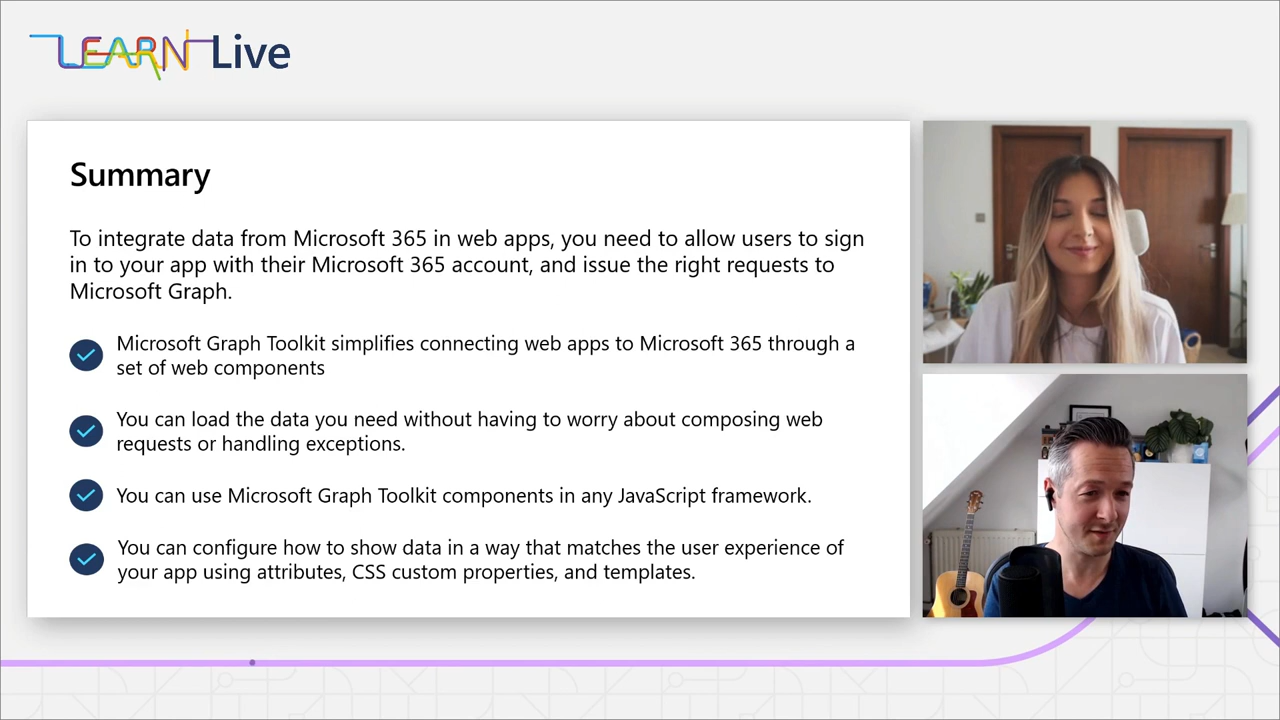 LEARN Live
Summary
To integrate data from Microsoft 365 in web apps, you need to allow users to sign
in to your app with their Microsoft 365 account, and issue the right requests to
Microsoft Graph.
Microsoft Graph Toolkit simplifies connecting web apps to Microsoft 365 through a
set of web components
You can load the data you need without having to worry about composing web
requests or handling exceptions.
You can use Microsoft Graph Toolkit components in any JavaScript framework.
You can configure how to show data in a way that matches the user experience of
your app using attributes, CSS custom properties, and templates.